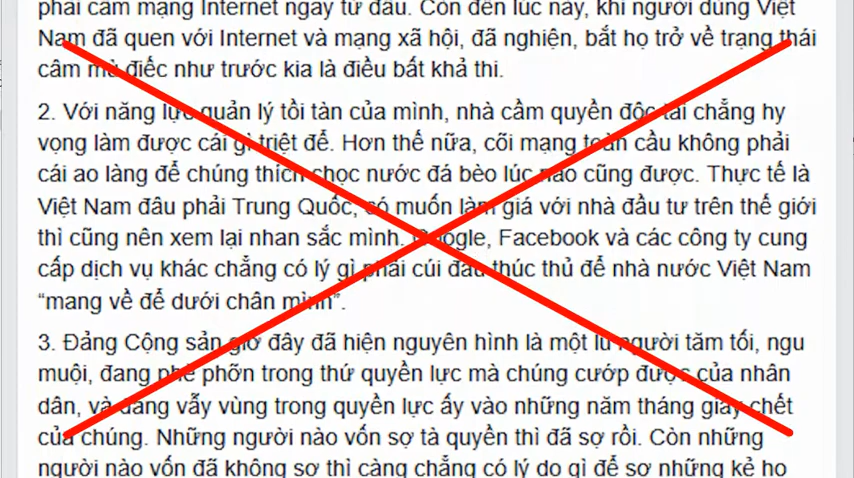 phải cấm mạng Internet ngay từ đầu. Còn đến lúc này, khi người dùng Việt
Nam đã quen với Internet và mạng xã hội, đã nghiện, bắt họ trở về trạng thái
câm mù điếc như trước kia là điều bất khả thi.
2. Với năng lực quản lý tồi tàn của mình, nhà cầm quyền độc tài chẳng hy
vọng làm được cái gì triệt để. Hơn thế nữa, cõi mạng toàn cầu không phải
cái ao làng để chúng thích chọc nước đá bèo lúc nào cũng được. Thực tế là
Việt Nam đâu phải Trung Quốc, có muốn làm giá với nhà đầu tư trên thế giới
thì cũng nên xem lại nhan sắc mình. Google, Facebook và các công ty cung
cấp dịch vụ khác chẳng có lý gì phải cúi đầu thúc thủ để nhà nước Việt Nam
“mang về để dưới chân mình”.
3. Đảng Cộng sản giờ đây đã hiện nguyên hình là một lũ người tăm tối, ngu
muội, đang phè phỡn trong thứ quyền lực mà chúng cướp được của nhân
dân, và đang vẫy vùng trong quyền lực ấy vào những năm tháng giãy chết
của chúng. Những người nào vốn sợ tà quyền thì đã sợ rồi. Còn những
người nào vốn đã không sợ thì càng chẳng có lý do gì để sợ những kẻ họ